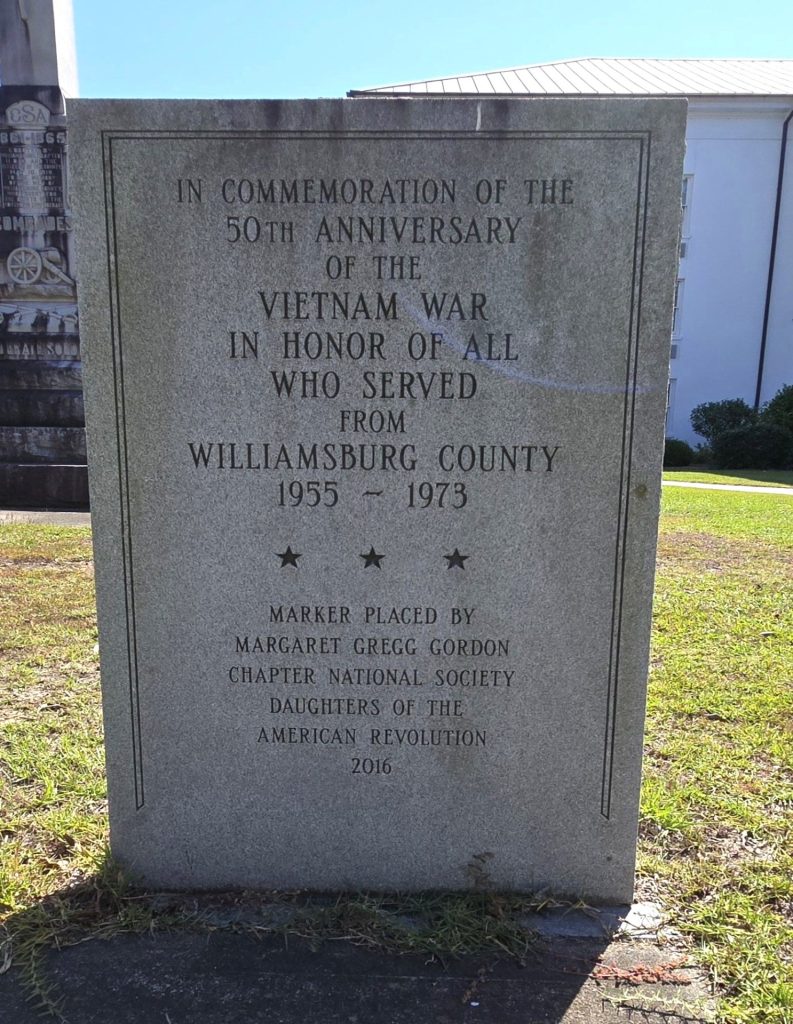 IN COMMEMORATION OF THE
50TH ANNIVERSARY
OF THE
VIETNAM WAR
IN HONOR OF ALL
WHO SERVED
FROM
WILLIAMSBURG COUNTY
1955 ~ 1973
MARKER PLACED BY
MARGARET GREGG GORDON
CHAPTER NATIONAL SOCIETY
DAUGHTERS OF THE
AMERICAN REVOLUTION
2016
CSA
COMRADES